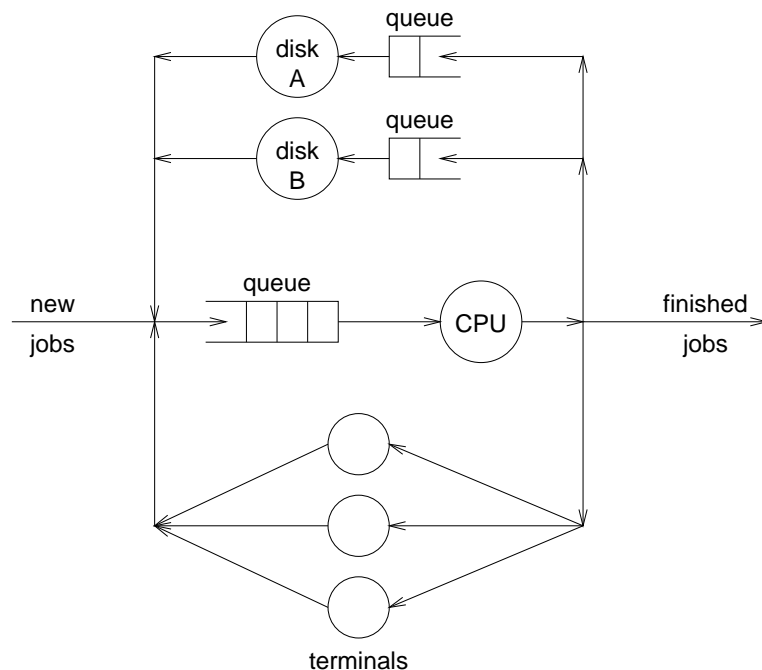 queue
disk
A
queue
disk
B
queue
new
jobs
CPU
finished
jobs
terminals